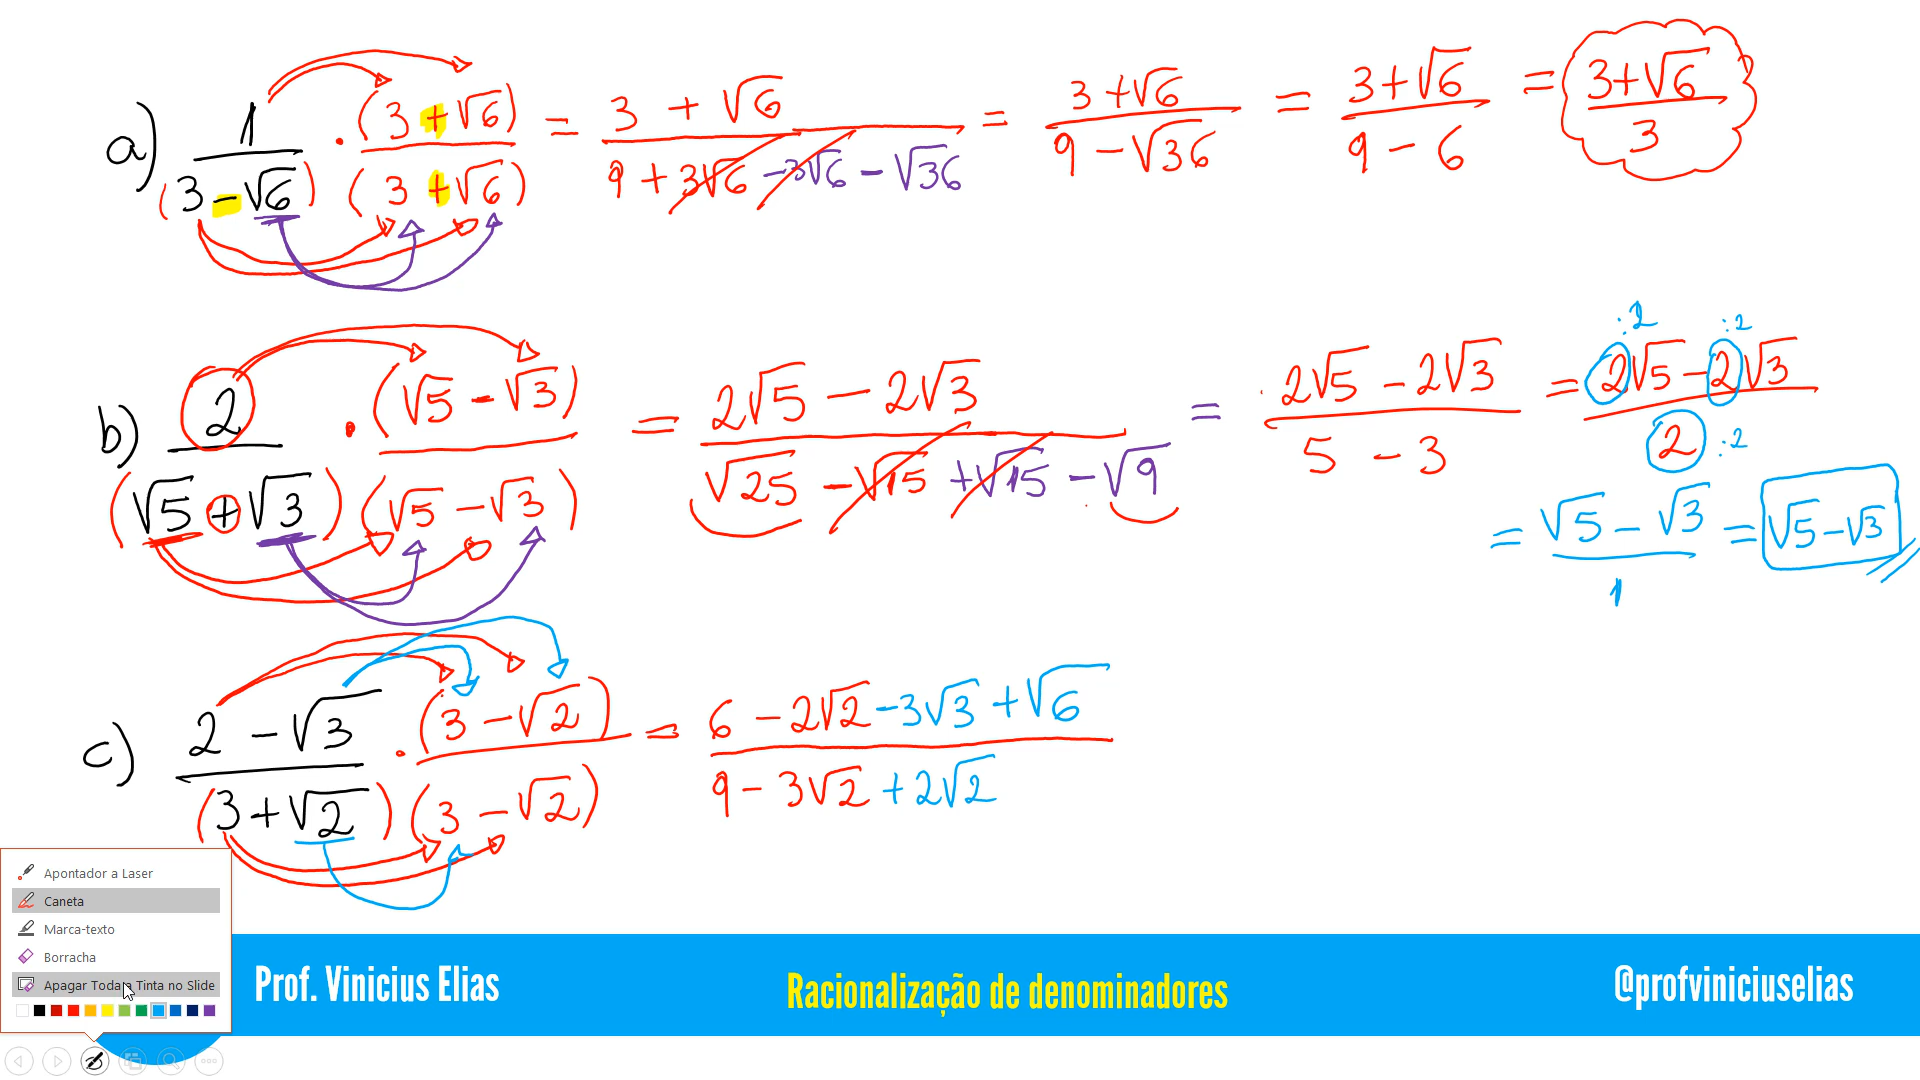 a) 1/(3 - √6) · (3 + √6)/(3 + √6) = (3 + √6)/(9 + 3√6 - 3√6 - √36) = (3 + √6)/(9 - √36) = (3 + √6)/(9 - 6) = (3 + √6)/3
b) 2/(√5 + √3) · (√5 - √3)/(√5 - √3) = (2√5 - 2√3)/(√25 - √15 + √15 - √9) = (2√5 - 2√3)/(5 - 3) = (2√5 - 2√3)/2 :2 :2 :2
= (√5 - √3)/1 = √5 - √3
c) (2 - √3)/(3 + √2) · (3 - √2)/(3 - √2) = (6 - 2√2 - 3√3 + √6)/(9 - 3√2 + 2√2
Apontador a Laser
Caneta
Marca-texto
Borracha
Apagar Toda a Tinta no Slide
Prof. Vinicius Elias
Racionalização de denominadores
@profviniciuselias